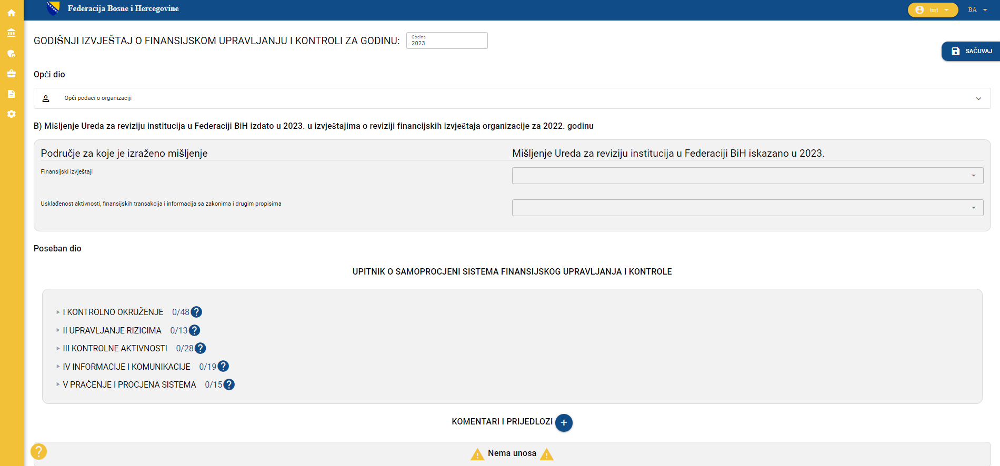 Federacija Bosne i Hercegovine
test
BA
GODIŠNJI IZVJEŠTAJ O FINANSIJSKOM UPRAVLJANJU I KONTROLI ZA GODINU:
Godina
2023
SAČUVAJ
Opći dio
Opći podaci o organizaciji
B) Mišljenje Ureda za reviziju institucija u Federaciji BiH izdato u 2023. u izvještajima o reviziji financijskih izvještaja organizacije za 2022. godinu
Područje za koje je izraženo mišljenje
Mišljenje Ureda za reviziju institucija u Federaciji BiH iskazano u 2023.
Finansijski izvještaji
Usklađenost aktivnosti, finansijskih transakcija i informacija sa zakonima i drugim propisima
Poseban dio
UPITNIK O SAMOPROCJENI SISTEMA FINANSIJSKOG UPRAVLJANJA I KONTROLE
I KONTROLNO OKRUŽENJE 0/48 ?
II UPRAVLJANJE RIZICIMA 0/13 ?
III KONTROLNE AKTIVNOSTI 0/28 ?
IV INFORMACIJE I KOMUNIKACIJE 0/19 ?
V PRAĆENJE I PROCJENA SISTEMA 0/15 ?
KOMENTARI I PRIJEDLOZI +
? Nema unosa